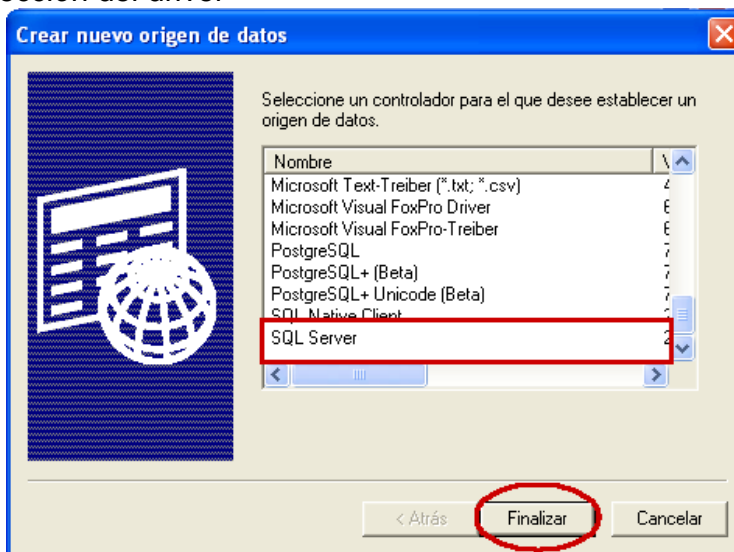 Crear nuevo origen de datos
Seleccione un controlador para el que desee establecer un
origen de datos.
Nombre
Microsoft Text-Treiber (*.txt; *.csv)
Microsoft Visual FoxPro Driver
Microsoft Visual FoxPro-Treiber
PostgreSQL
PostgreSQL+ (Beta)
PostgreSQL+ Unicode (Beta)
SQL Native Client
SQL Server
< Atrás Finalizar Cancelar